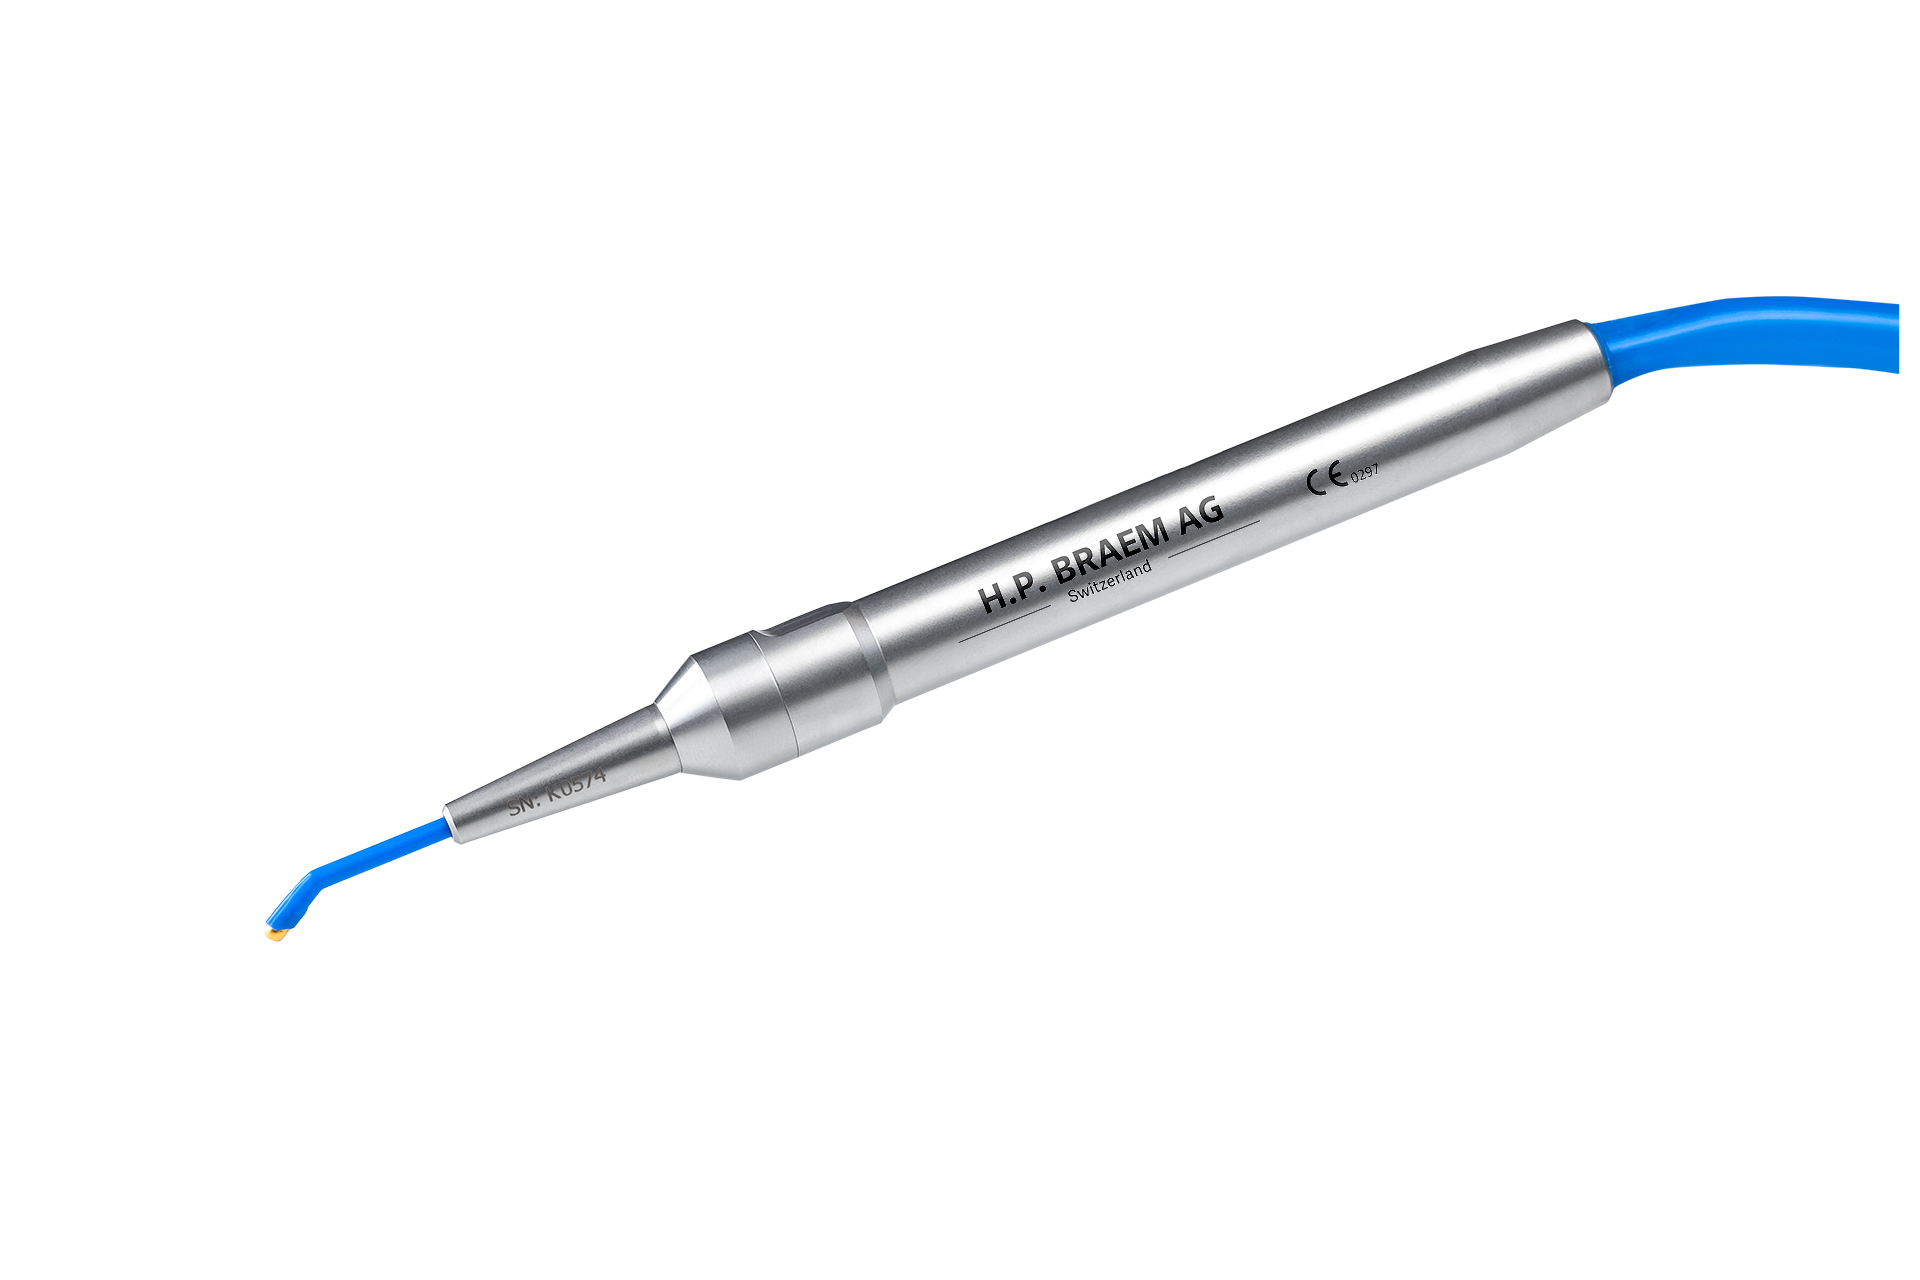 H.P. BRAEM AG
Switzerland
CE 0297
SN: K0574